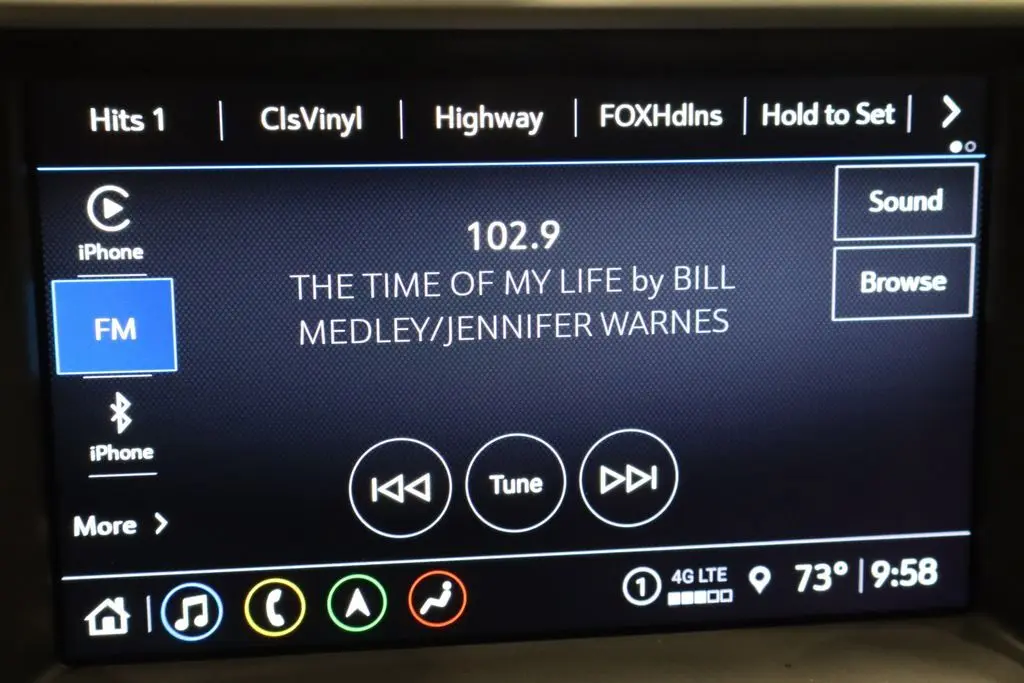 Hits 1 ClsVinyl Highway FOXHdlns Hold to Set
iPhone
FM
iPhone
More
102.9
THE TIME OF MY LIFE by BILL
MEDLEY/JENNIFER WARNES
Tune
Sound
Browse
1 4G LTE 73° 9:58